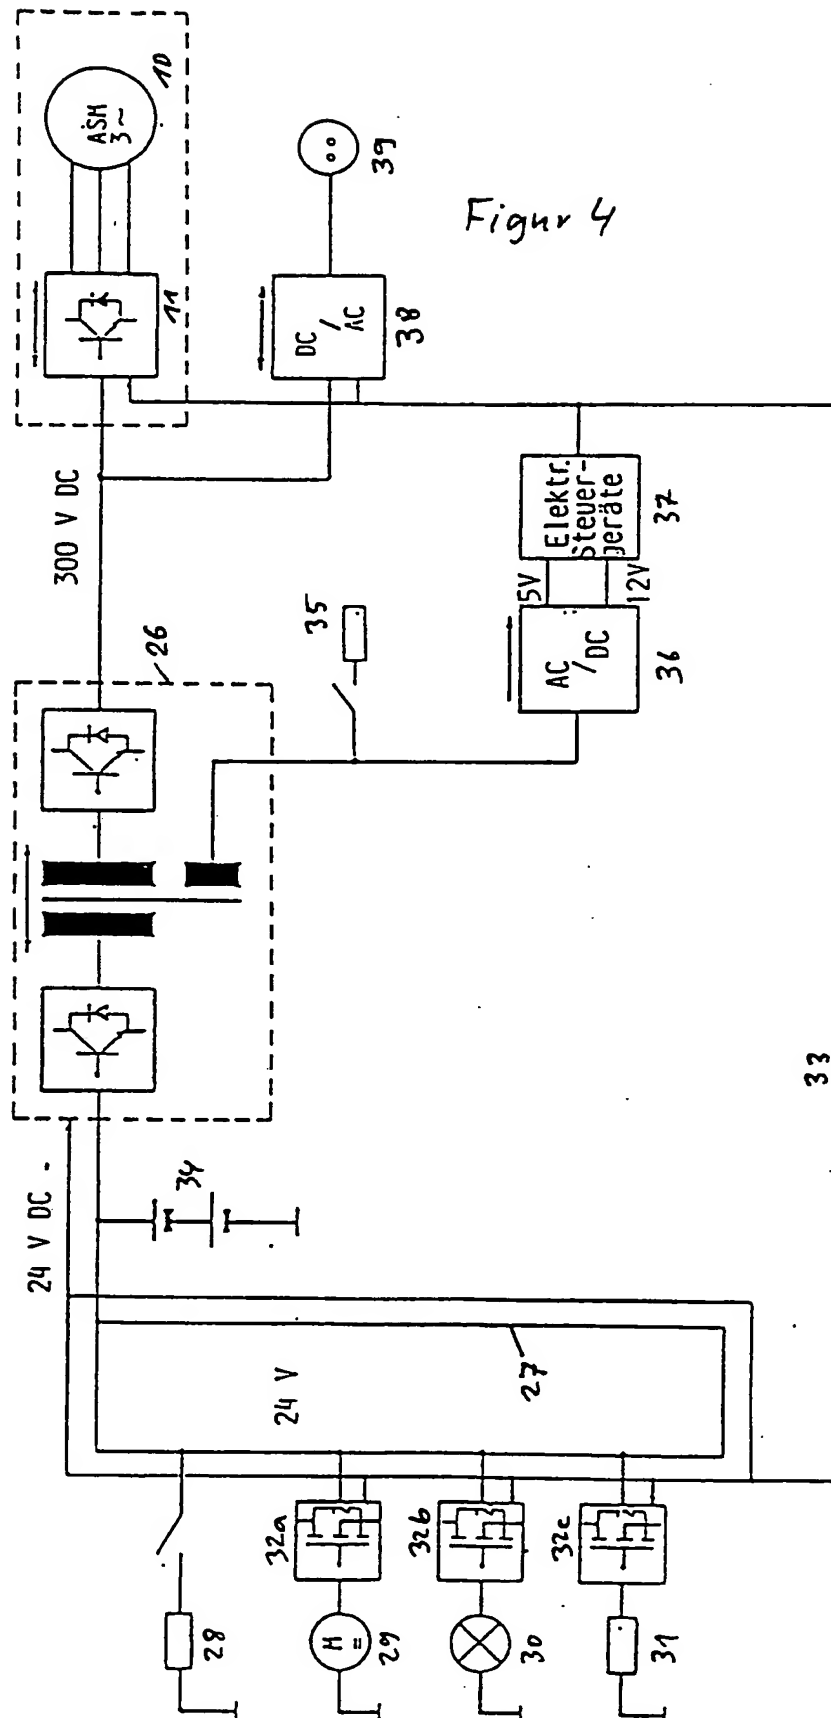 ASM
3~
10
11
39
Figur 4
DC
/
AC
38
300 V DC
26
35
Elektr.
Steuer-
geräte
37
5V
12V
AC
/
DC
36
33
24 V DC
34
27
24 V
28
32a
M
=
29
32b
30
32c
31